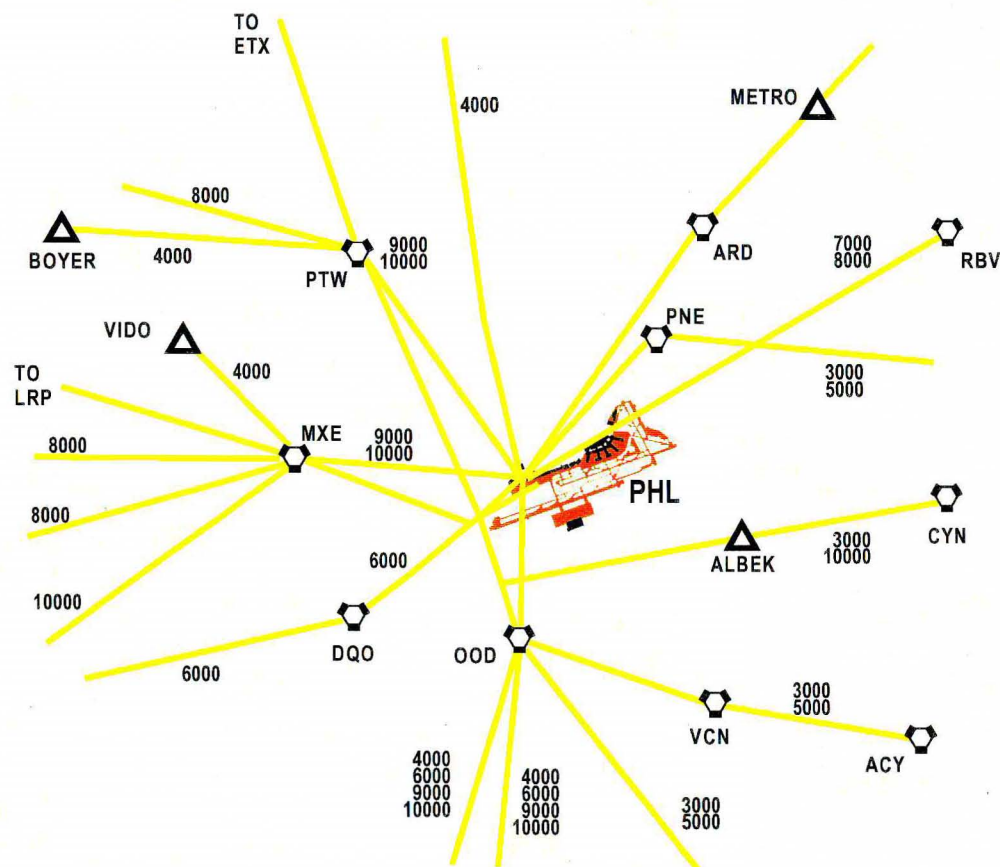 TO
ETX
4000
METRO
8000
BOYER
4000
PTW
9000
10000
ARD
7000
8000
RBV
VIDO
4000
PNE
3000
5000
TO
LRP
8000
MXE
9000
10000
PHL
8000
6000
ALBEK
3000
10000
CYN
10000
DQO
6000
OOD
VCN
3000
5000
ACY
4000
6000
9000
10000
4000
6000
9000
10000
3000
5000